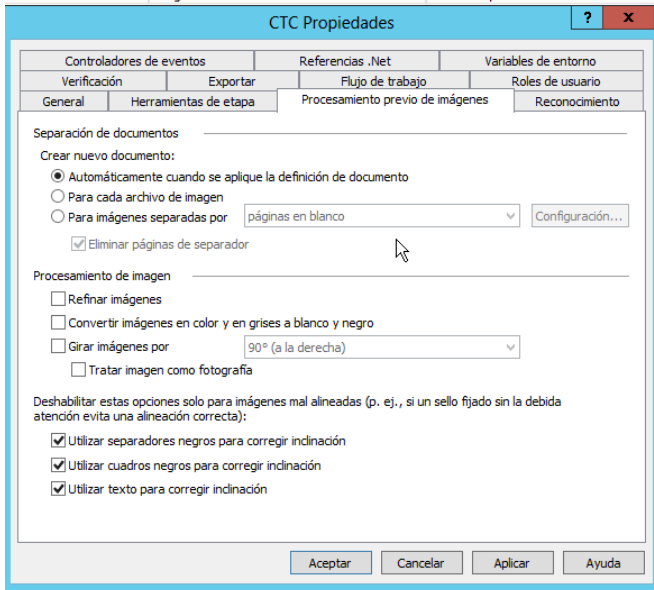 CTC Propiedades
? x
Controladores de eventos Referencias .Net Variables de entorno
Verificación Exportar Flujo de trabajo Roles de usuario
General Herramientas de etapa Procesamiento previo de imágenes Reconocimiento
Separación de documentos
Crear nuevo documento:
Automáticamente cuando se aplique la definición de documento
Para cada archivo de imagen
Para imágenes separadas por páginas en blanco Configuración...
Eliminar páginas de separador
Procesamiento de imagen
Refinar imágenes
Convertir imágenes en color y en grises a blanco y negro
Girar imágenes por 90° (a la derecha)
Tratar imagen como fotografía
Deshabilitar estas opciones solo para imágenes mal alineadas (p. ej., si un sello fijado sin la debida
atención evita una alineación correcta):
Utilizar separadores negros para corregir inclinación
Utilizar cuadros negros para corregir inclinación
Utilizar texto para corregir inclinación
Aceptar Cancelar Aplicar Ayuda